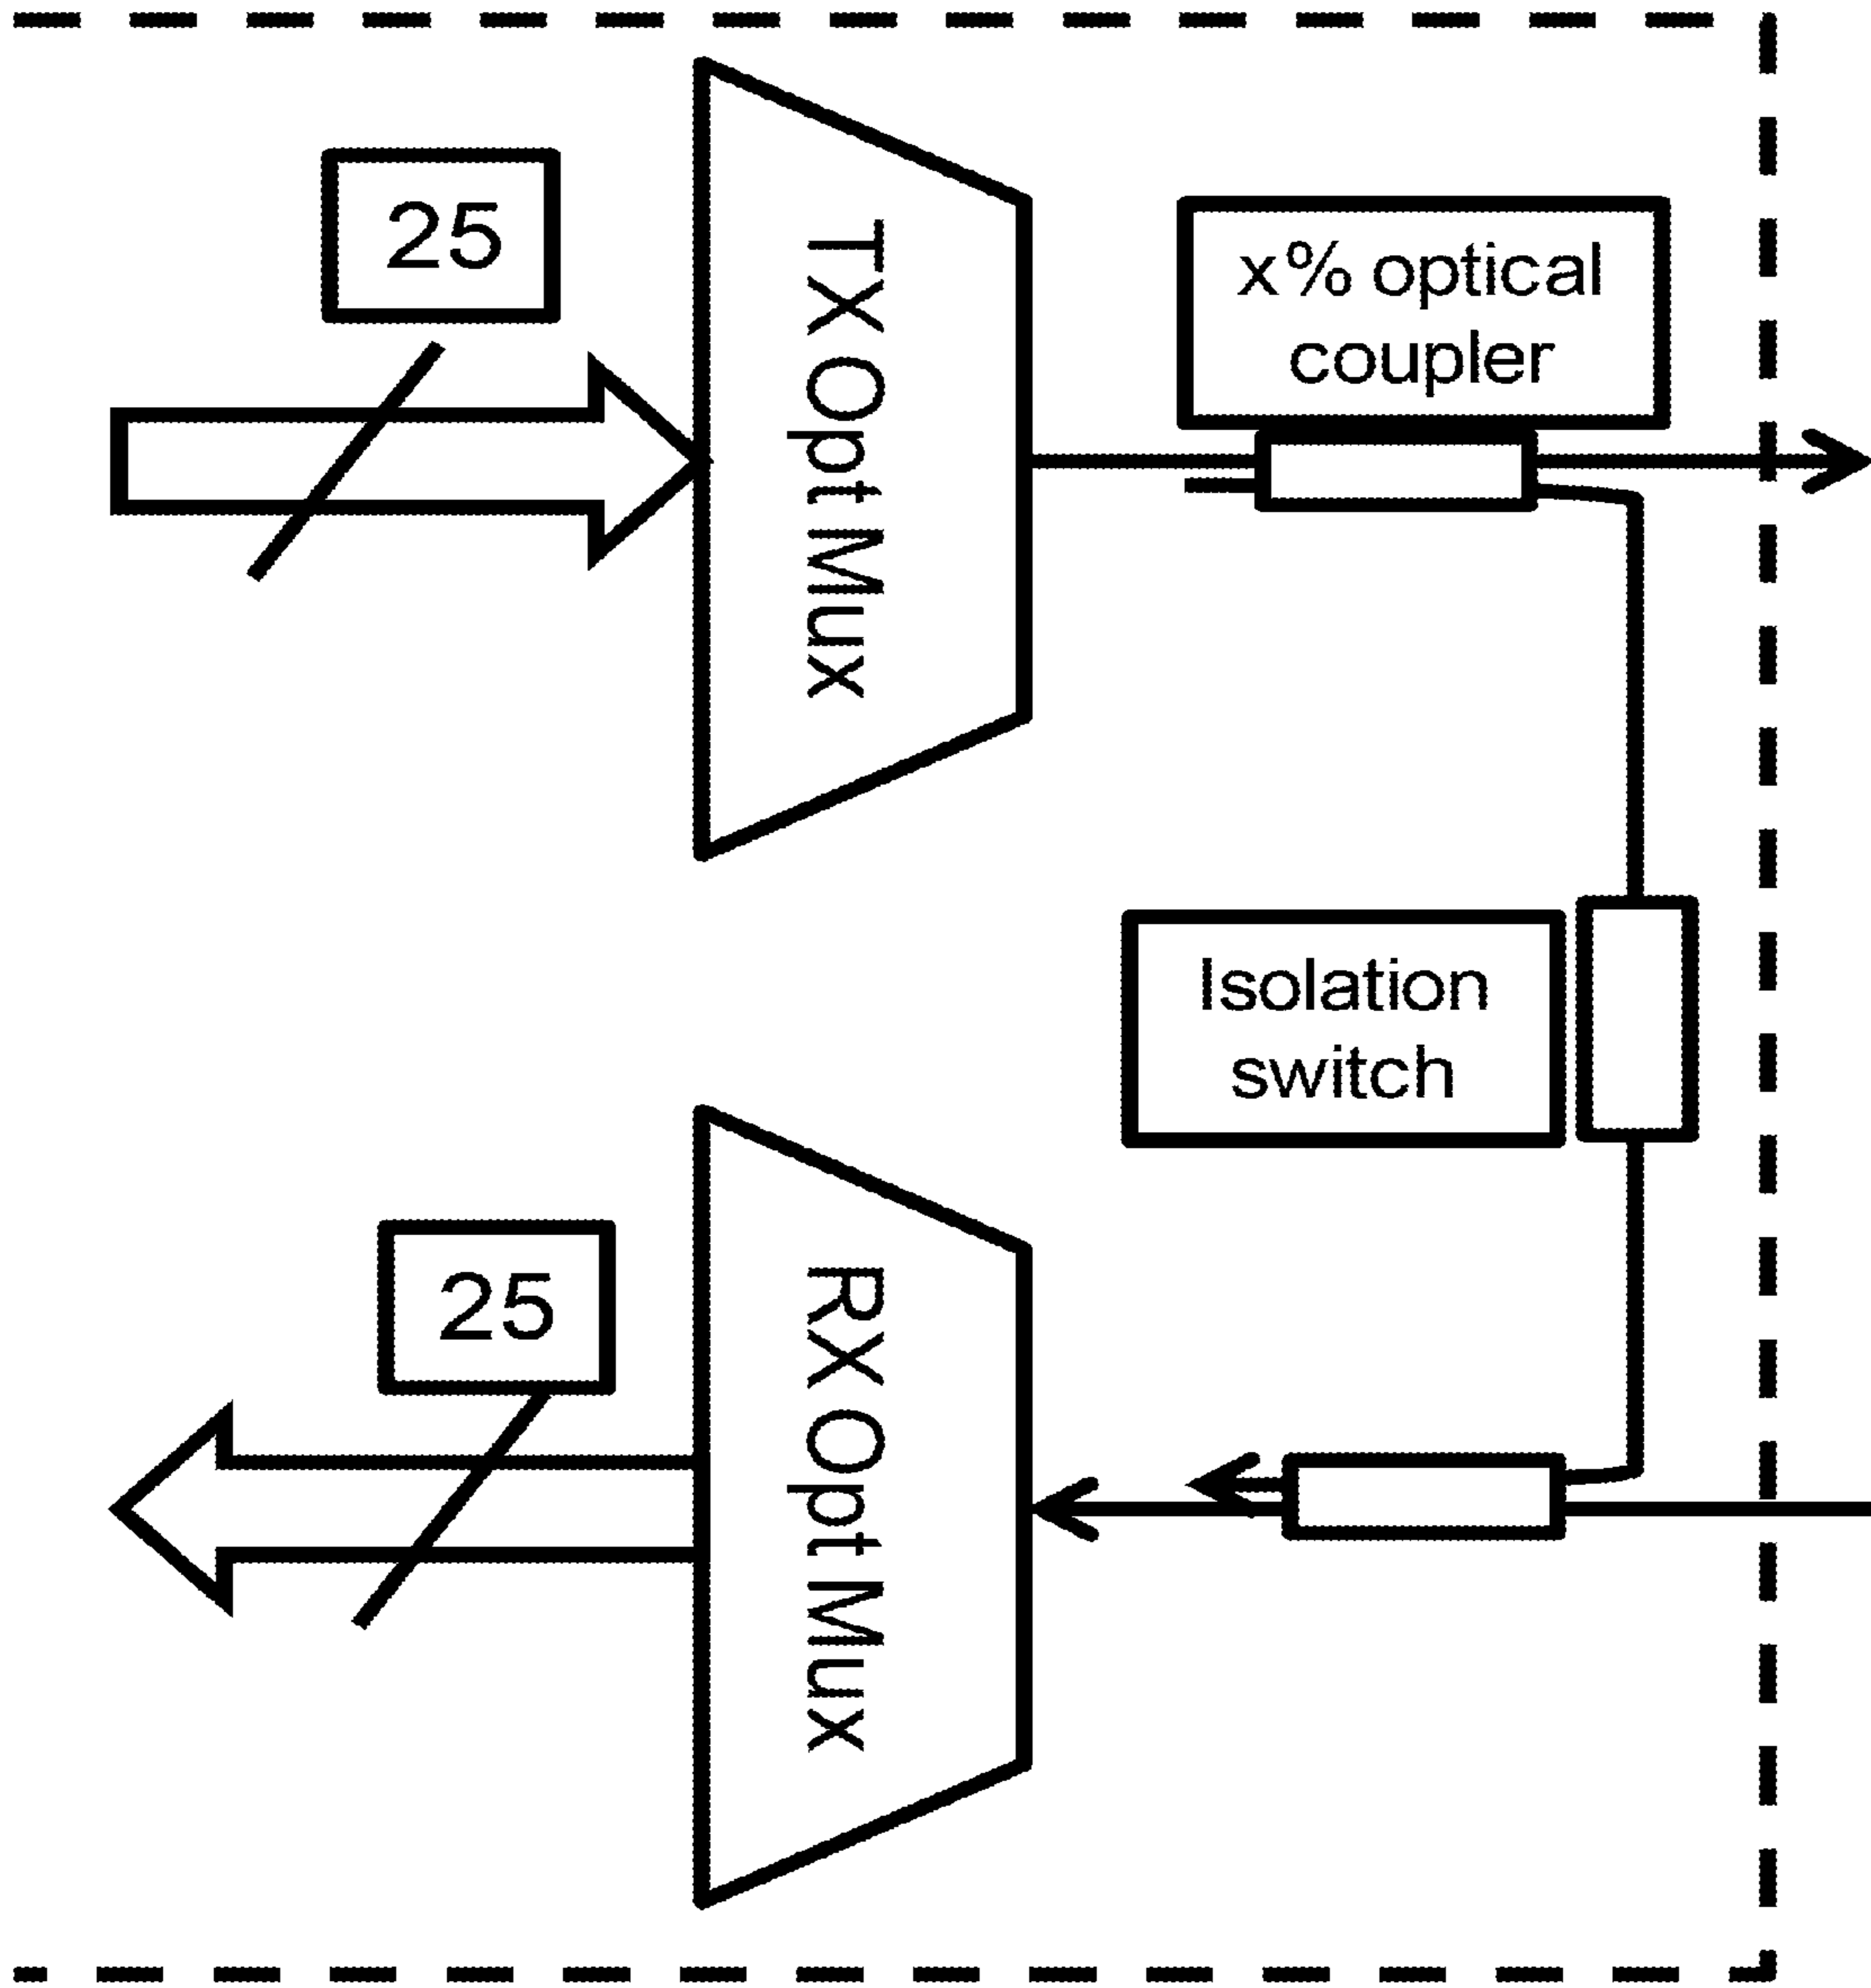 25
TX Opt Mux
x% optical
coupler
Isolation
switch
25
RX Opt Mux